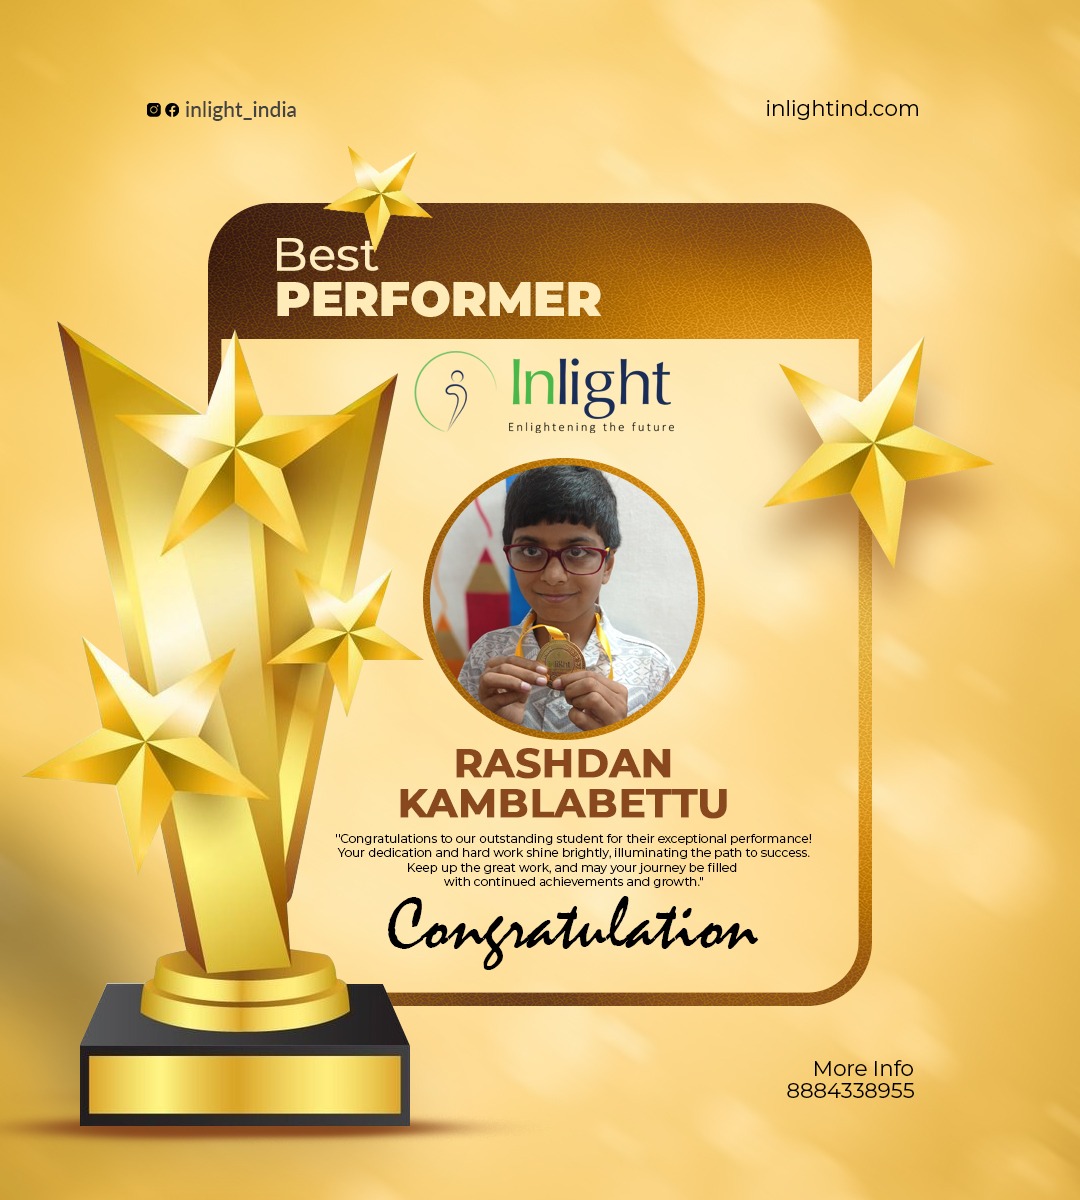 inlight_india
inlightind.com
Best
PERFORMER
Inlight
Enlightening the future
inlight
RASHDAN
KAMBLABETTU
"Congratulations to our outstanding student for their exceptional performance!
Your dedication and hard work shine brightly, illuminating the path to success.
Keep up the great work, and may your journey be filled
with continued achievements and growth."
Congratulation
More Info
8884338955